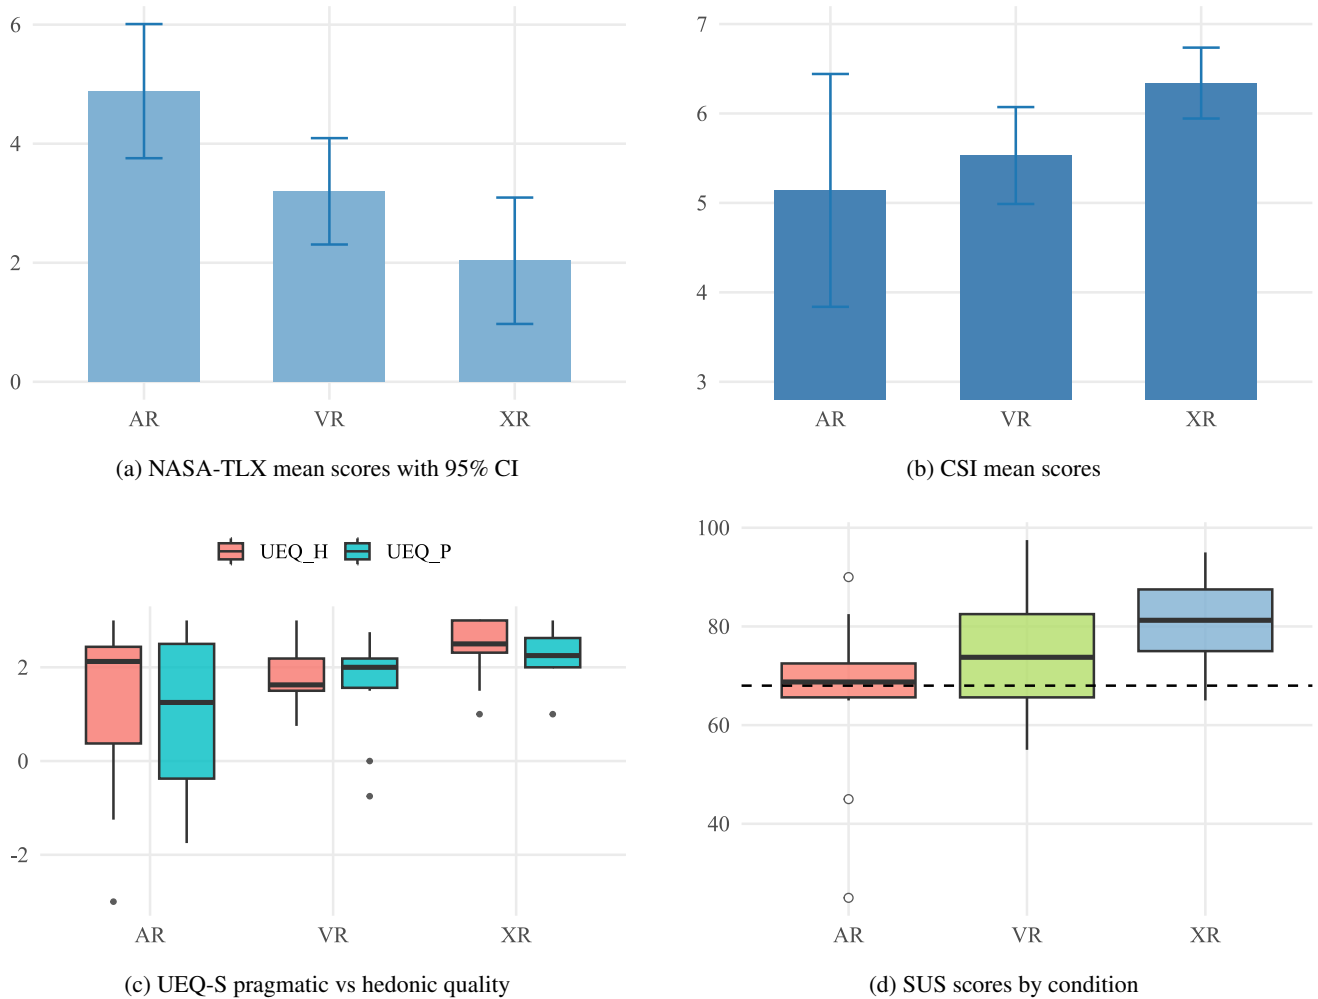 6
4
2
0
AR
VR
XR
(a) NASA-TLX mean scores with 95% CI
7
6
5
4
3
AR
VR
XR
(b) CSI mean scores
UEQ_H
UEQ_P
2
0
-2
AR
VR
XR
(c) UEQ-S pragmatic vs hedonic quality
100
80
60
40
AR
VR
XR
(d) SUS scores by condition